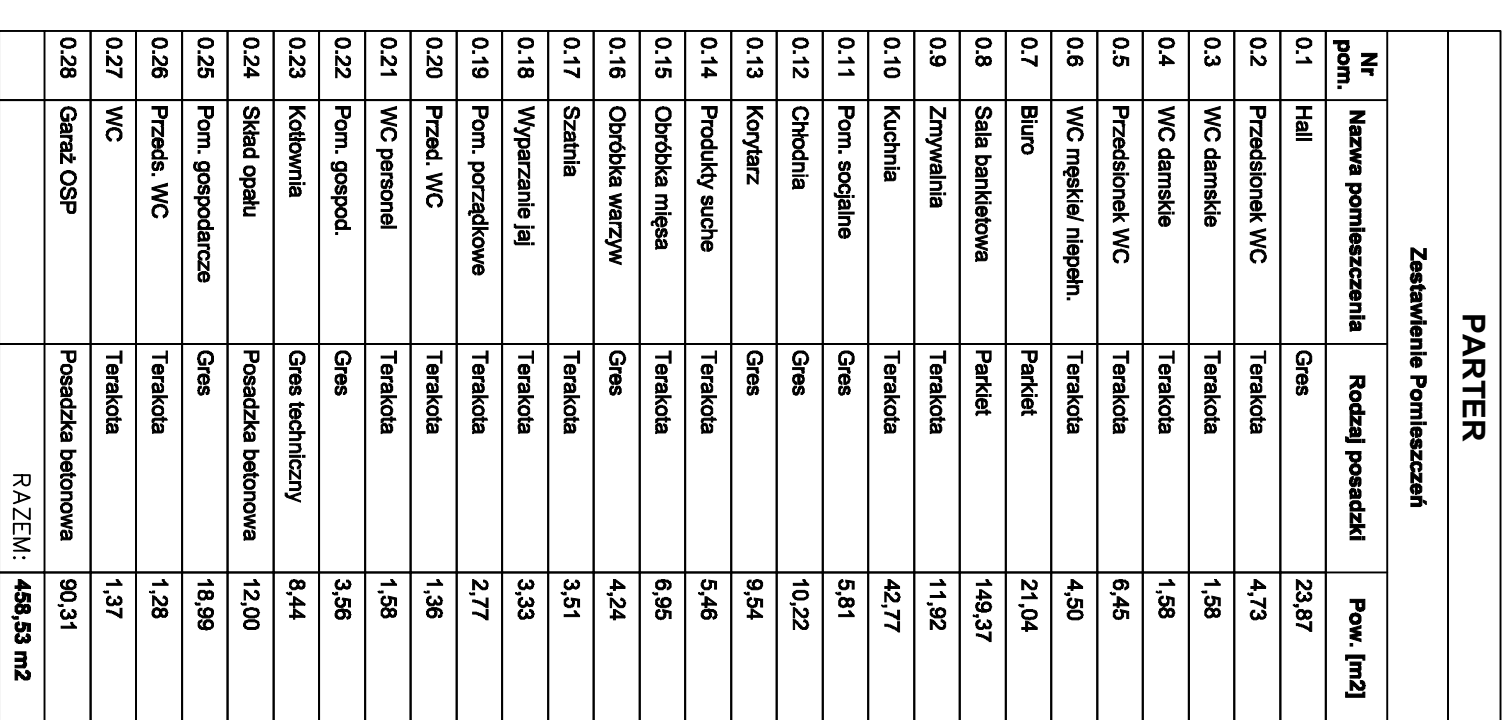 PARTER
Zestawienie Pomieszczeń
Nr pom. Nazwa pomieszczenia Rodzaj posadzki Pow. [m2]
0.1 Hall Gres 23,87
0.2 Przedsionek WC Terakota 4,73
0.3 WC damskie Terakota 1,58
0.4 WC damskie Terakota 1,58
0.5 Przedsionek WC Terakota 6,45
0.6 WC męskie/ niepełn. Terakota 4,50
0.7 Biuro Parkiet 21,04
0.8 Sala bankietowa Parkiet 149,37
0.9 Zmywalnia Terakota 11,92
0.10 Kuchnia Terakota 42,77
0.11 Pom. socjalne Gres 5,81
0.12 Chłodnia Gres 10,22
0.13 Korytarz Gres 9,54
0.14 Produkty suche Terakota 5,46
0.15 Obróbka mięsa Terakota 6,95
0.16 Obróbka warzyw Gres 4,24
0.17 Szatnia Terakota 3,51
0.18 Wyparzanie jaj Terakota 3,33
0.19 Pom. porządkowe Terakota 2,77
0.20 Przed. WC Terakota 1,36
0.21 WC personel Terakota 1,58
0.22 Pom. gospod. Gres 3,56
0.23 Kotłownia Gres techniczny 8,44
0.24 Skład opału Posadzka betonowa 12,00
0.25 Pom. gospodarcze Gres 18,99
0.26 Przeds. WC Terakota 1,28
0.27 WC Terakota 1,37
0.28 Garaż OSP Posadzka betonowa 90,31
RAZEM: 458,53 m2